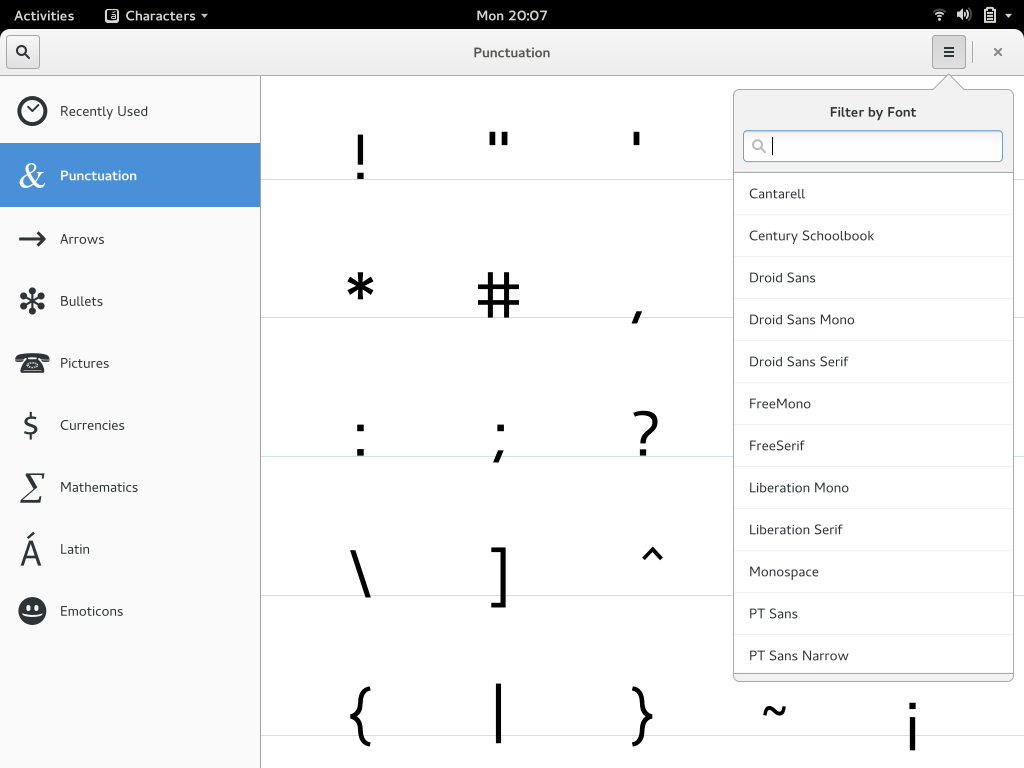 Activities
Characters
Mon 20:07
Punctuation
Recently Used
& Punctuation
→ Arrows
Bullets
Pictures
$ Currencies
Σ Mathematics
Á Latin
Emoticons
! " '
* # ,
: ; ?
\ ] ^
{ | } ~ ¡
Filter by Font
Cantarell
Century Schoolbook
Droid Sans
Droid Sans Mono
Droid Sans Serif
FreeMono
FreeSerif
Liberation Mono
Liberation Serif
Monospace
PT Sans
PT Sans Narrow